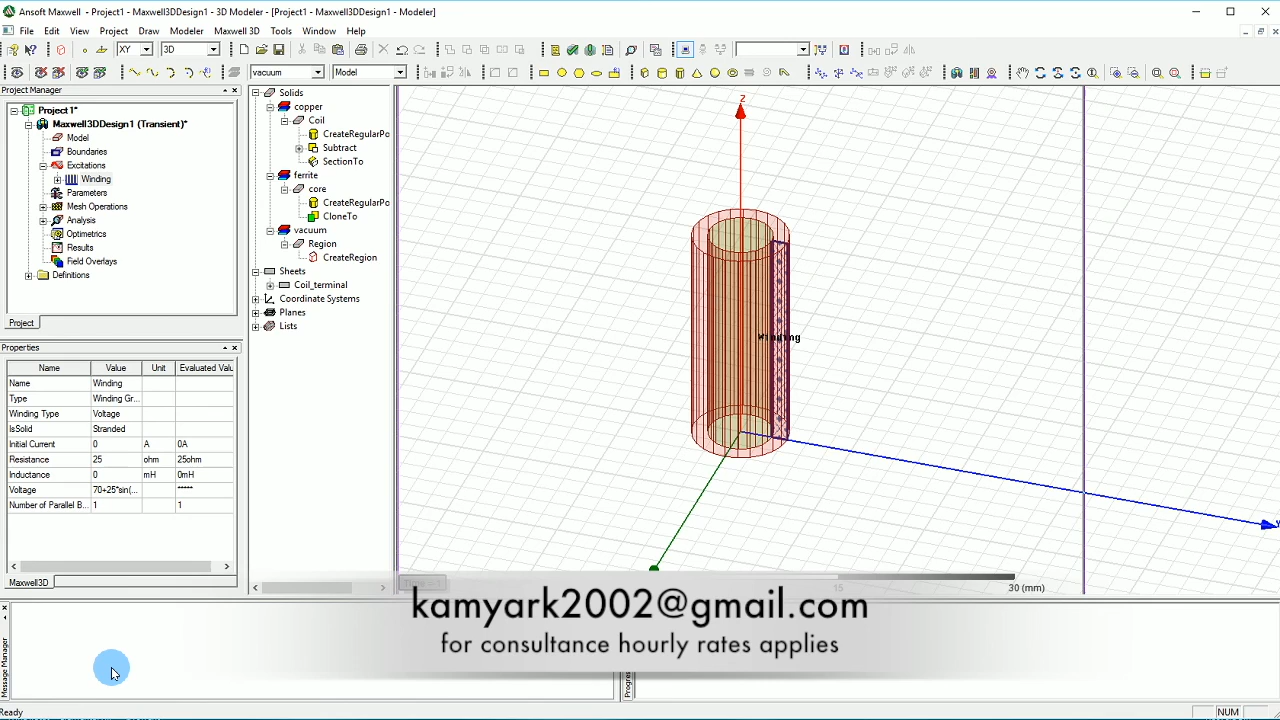 Ansoft Maxwell - Project1 - Maxwell3DDesign1 - 3D Modeler - [Project1 - Maxwell3DDesign1 - Modeler]
File Edit View Project Draw Modeler Maxwell 3D Tools Window Help
XY 3D
vacuum Model
Project Manager
Project1*
Maxwell3DDesign1 (Transient)*
Model
Boundaries
Excitations
Winding
Parameters
Mesh Operations
Analysis
Optimetrics
Results
Field Overlays
Definitions
Project
Properties
Name Value Unit Evaluated Valu
Name Winding
Type Winding Gr...
Winding Type Voltage
IsSolid Stranded
Initial Current 0 A 0A
Resistance 25 ohm 25ohm
Inductance 0 mH 0mH
Voltage 70+25*sin(... *****
Number of Parallel B... 1 1
Maxwell3D
Solids
copper
Coil
CreateRegularPo
Subtract
SectionTo
ferrite
core
CreateRegularPo
CloneTo
vacuum
Region
CreateRegion
Sheets
Coil_terminal
Coordinate Systems
Planes
Lists
Z
Winding
15 30 (mm)
kamyark2002@gmail.com
for consultance hourly rates applies
Message Manager
Progres
Ready
NUM